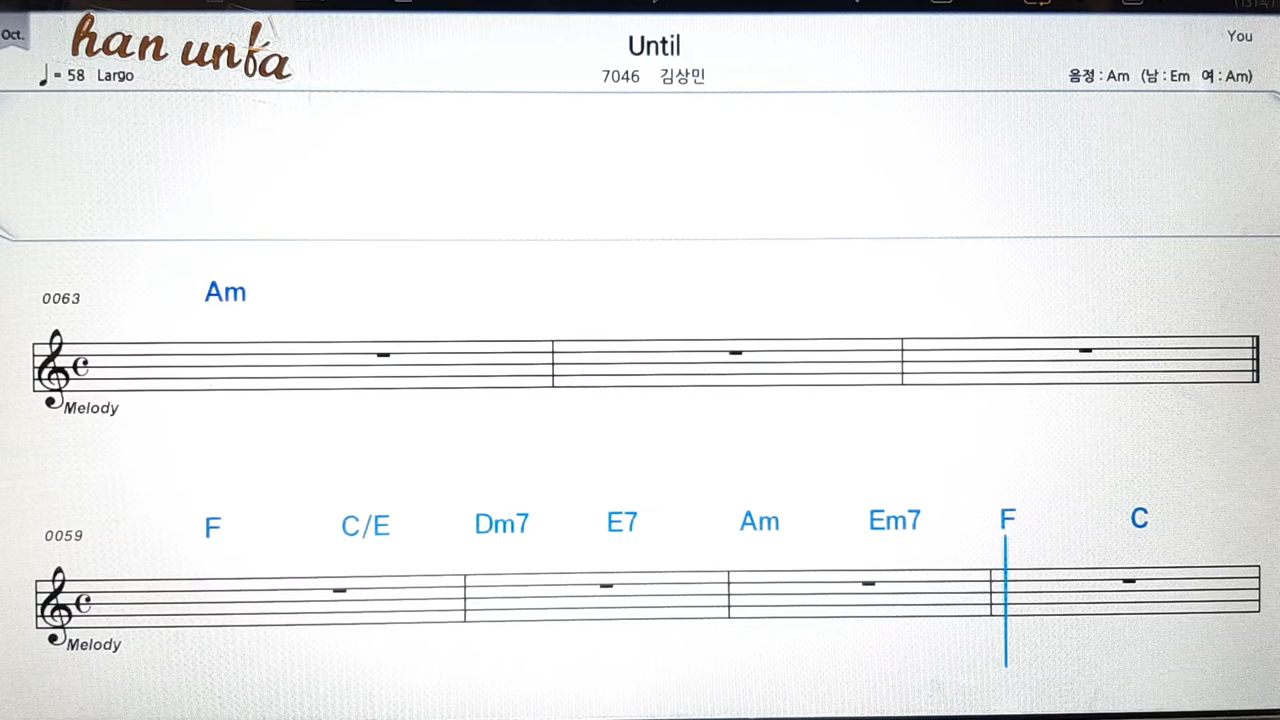 Oct.
han unfa
Until
You
♩ = 58 Largo
7046 김상민
음정 : Am (남 : Em 여 : Am)
0063
Am
Melody
0059
F C/E Dm7 E7 Am Em7 F C
Melody